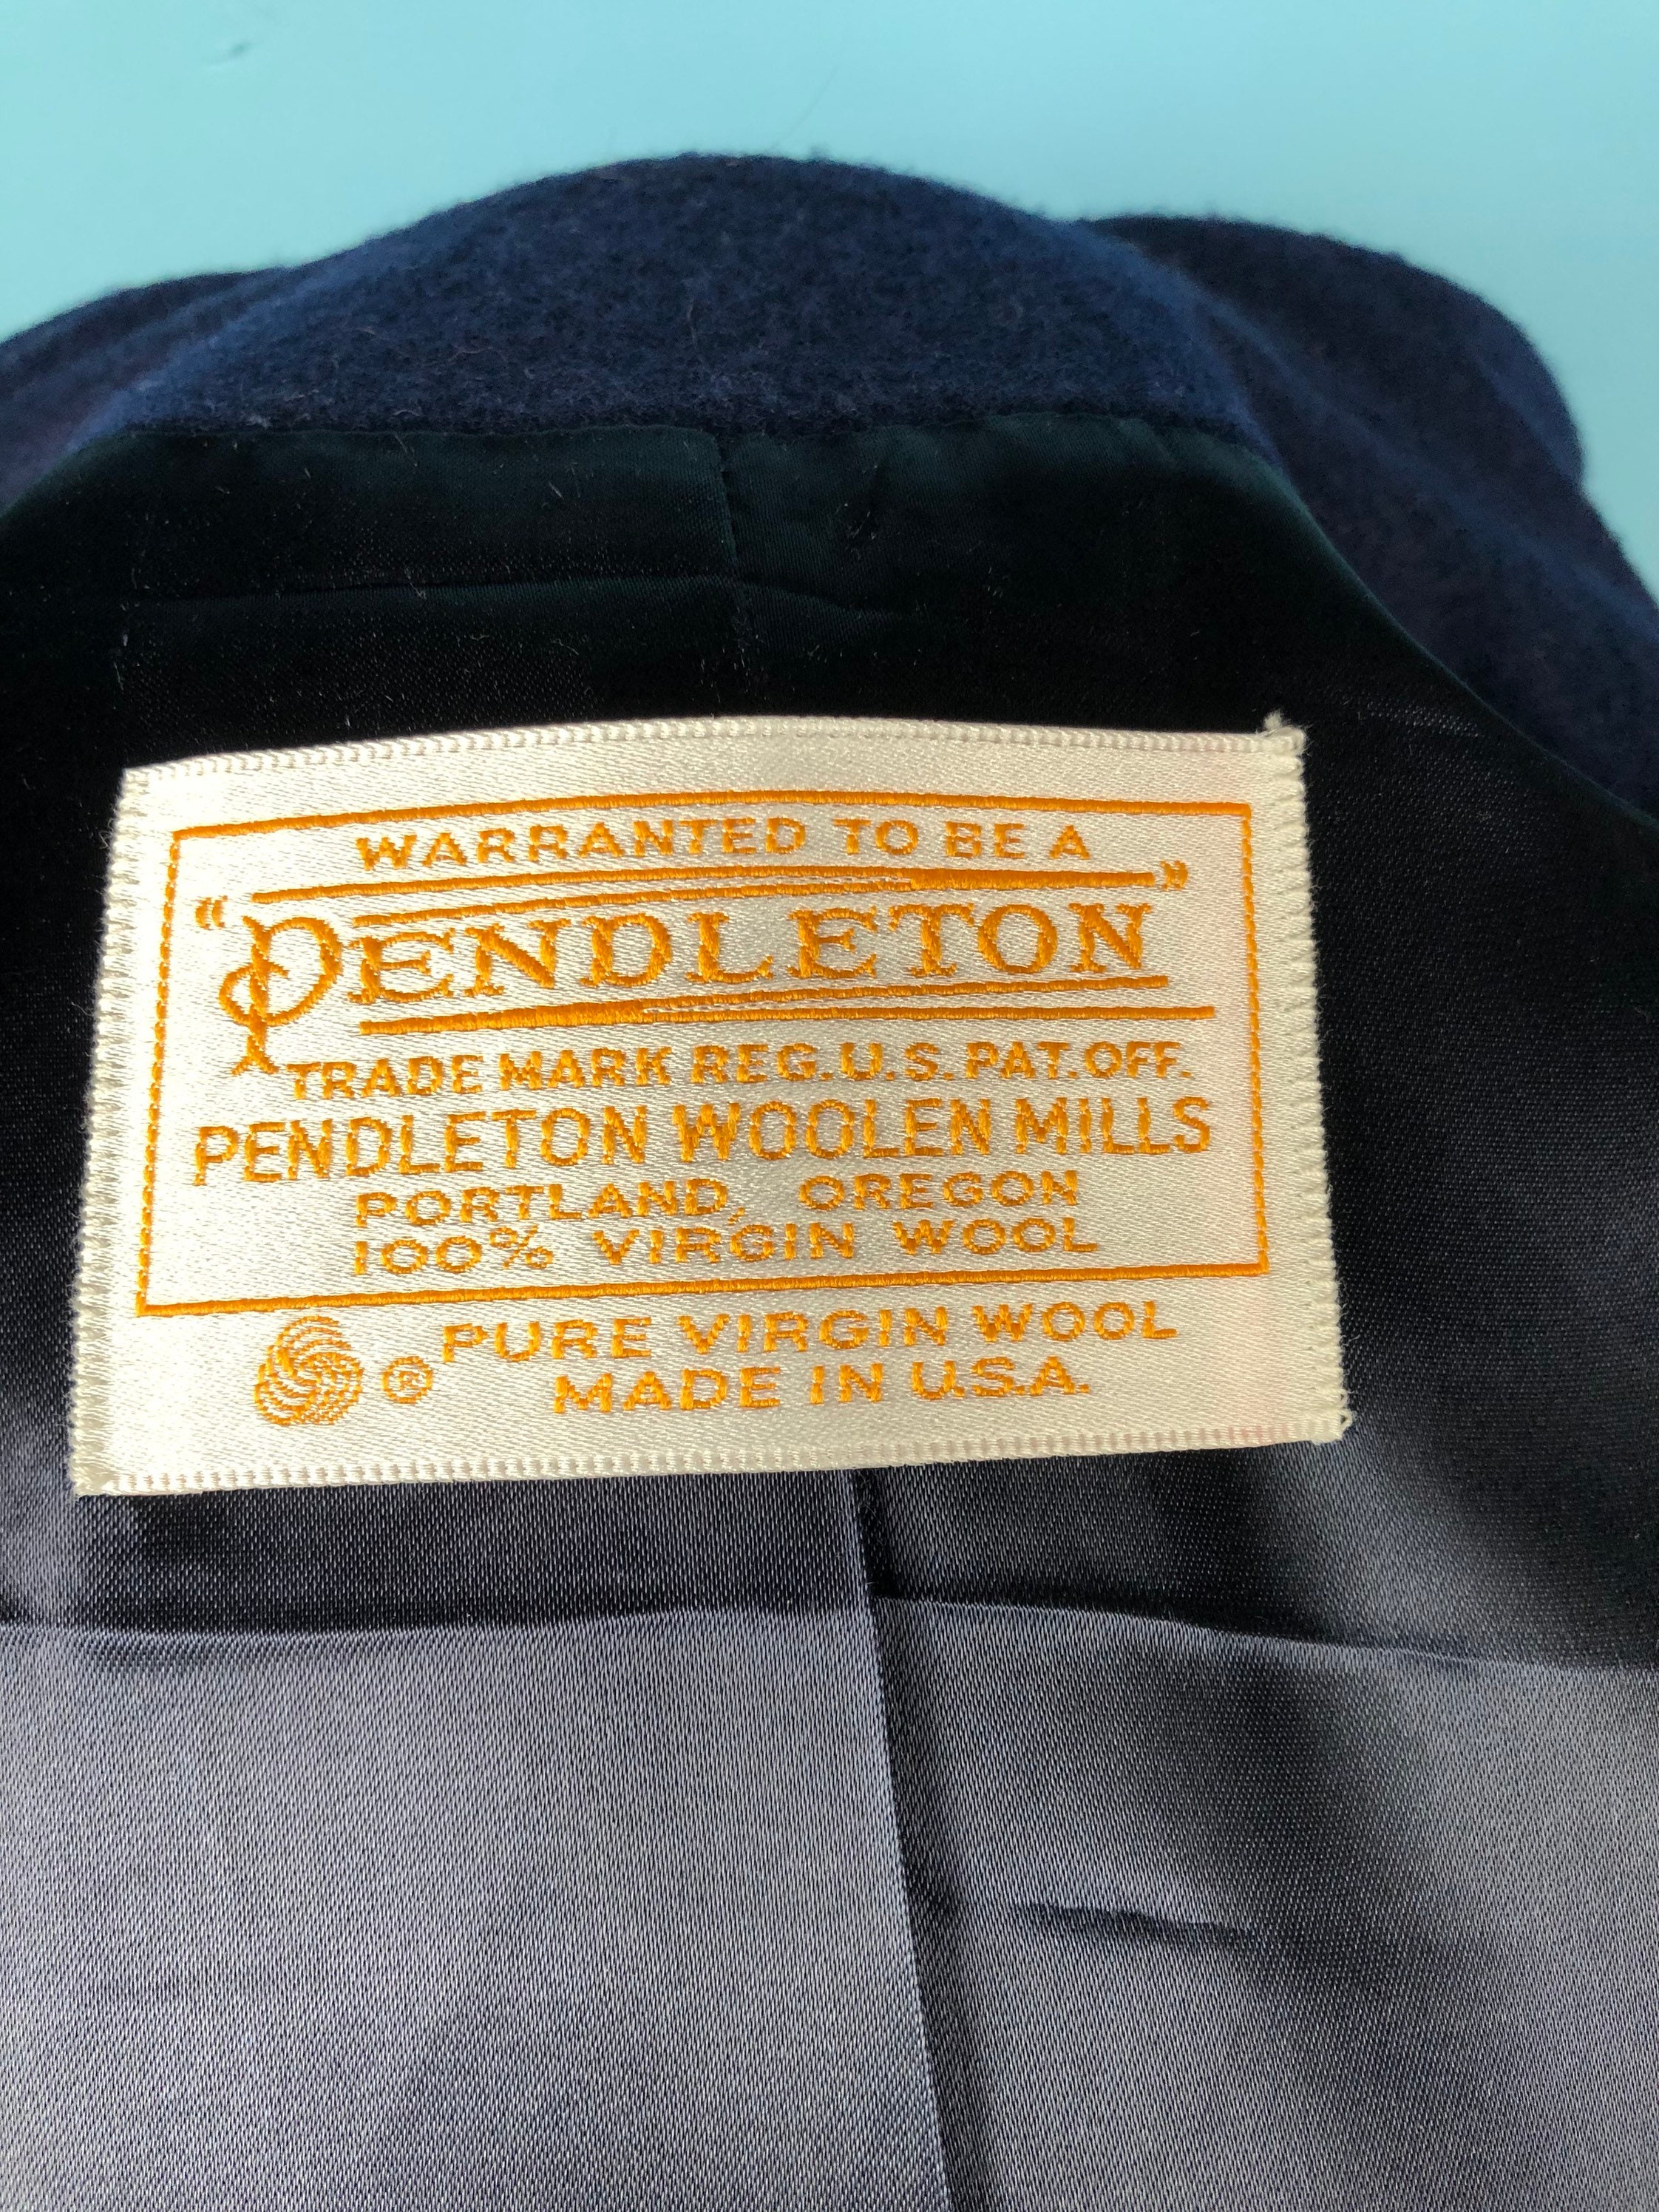 WARRANTED TO BE A
"PENDLETON"
TRADE MARK REG.U.S.PAT.OFF.
PENDLETON WOOLEN MILLS
PORTLAND, OREGON
100% VIRGIN WOOL
® PURE VIRGIN WOOL
MADE IN U.S.A.